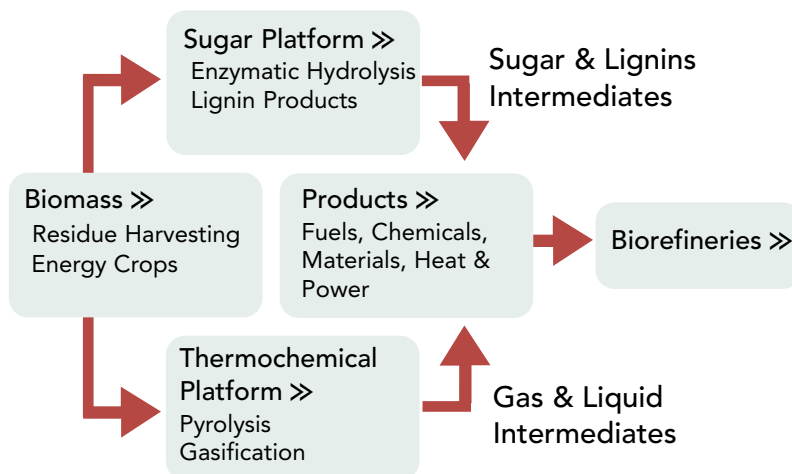 Sugar Platform ≫
Enzymatic Hydrolysis
Lignin Products
Sugar & Lignins
Intermediates
Biomass ≫
Residue Harvesting
Energy Crops
Products ≫
Fuels, Chemicals,
Materials, Heat &
Power
Biorefineries ≫
Thermochemical
Platform ≫
Pyrolysis
Gasification
Gas & Liquid
Intermediates